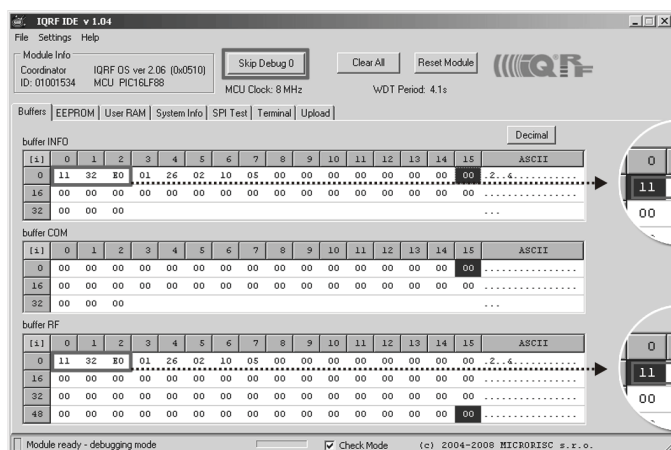 IQRF IDE v 1.04
File Settings Help
Module Info
Coordinator IQRF OS ver 2.06 (0x0510)
ID: 01001534 MCU PIC16LF88
Skip Debug 0
MCU Clock: 8 MHz
Clear All
Reset Module
WDT Period: 4.1s
IQRF
Buffers EEPROM User RAM System Info SPI Test Terminal Upload
Decimal
buffer INFO
[i] 0 1 2 3 4 5 6 7 8 9 10 11 12 13 14 15 ASCII
0 11 32 E0 01 26 02 10 05 00 00 00 00 00 00 00 00 .2..&...........
16 00 00 00 00 00 00 00 00 00 00 00 00 00 00 00 00 ................
32 00 00 00 ...
buffer COM
[i] 0 1 2 3 4 5 6 7 8 9 10 11 12 13 14 15 ASCII
0 00 00 00 00 00 00 00 00 00 00 00 00 00 00 00 00 ................
16 00 00 00 00 00 00 00 00 00 00 00 00 00 00 00 00 ................
32 00 00 00 ...
buffer RF
[i] 0 1 2 3 4 5 6 7 8 9 10 11 12 13 14 15 ASCII
0 11 32 E0 01 26 02 10 05 00 00 00 00 00 00 00 00 .2..&...........
16 00 00 00 00 00 00 00 00 00 00 00 00 00 00 00 00 ................
32 00 00 00 00 00 00 00 00 00 00 00 00 00 00 00 00 ................
48 00 00 00 00 00 00 00 00 00 00 00 00 00 00 00 00 ................
0
11
00
0
11
00
Module ready - debugging mode
Check Mode
(c) 2004-2008 MICRORISC s.r.o.